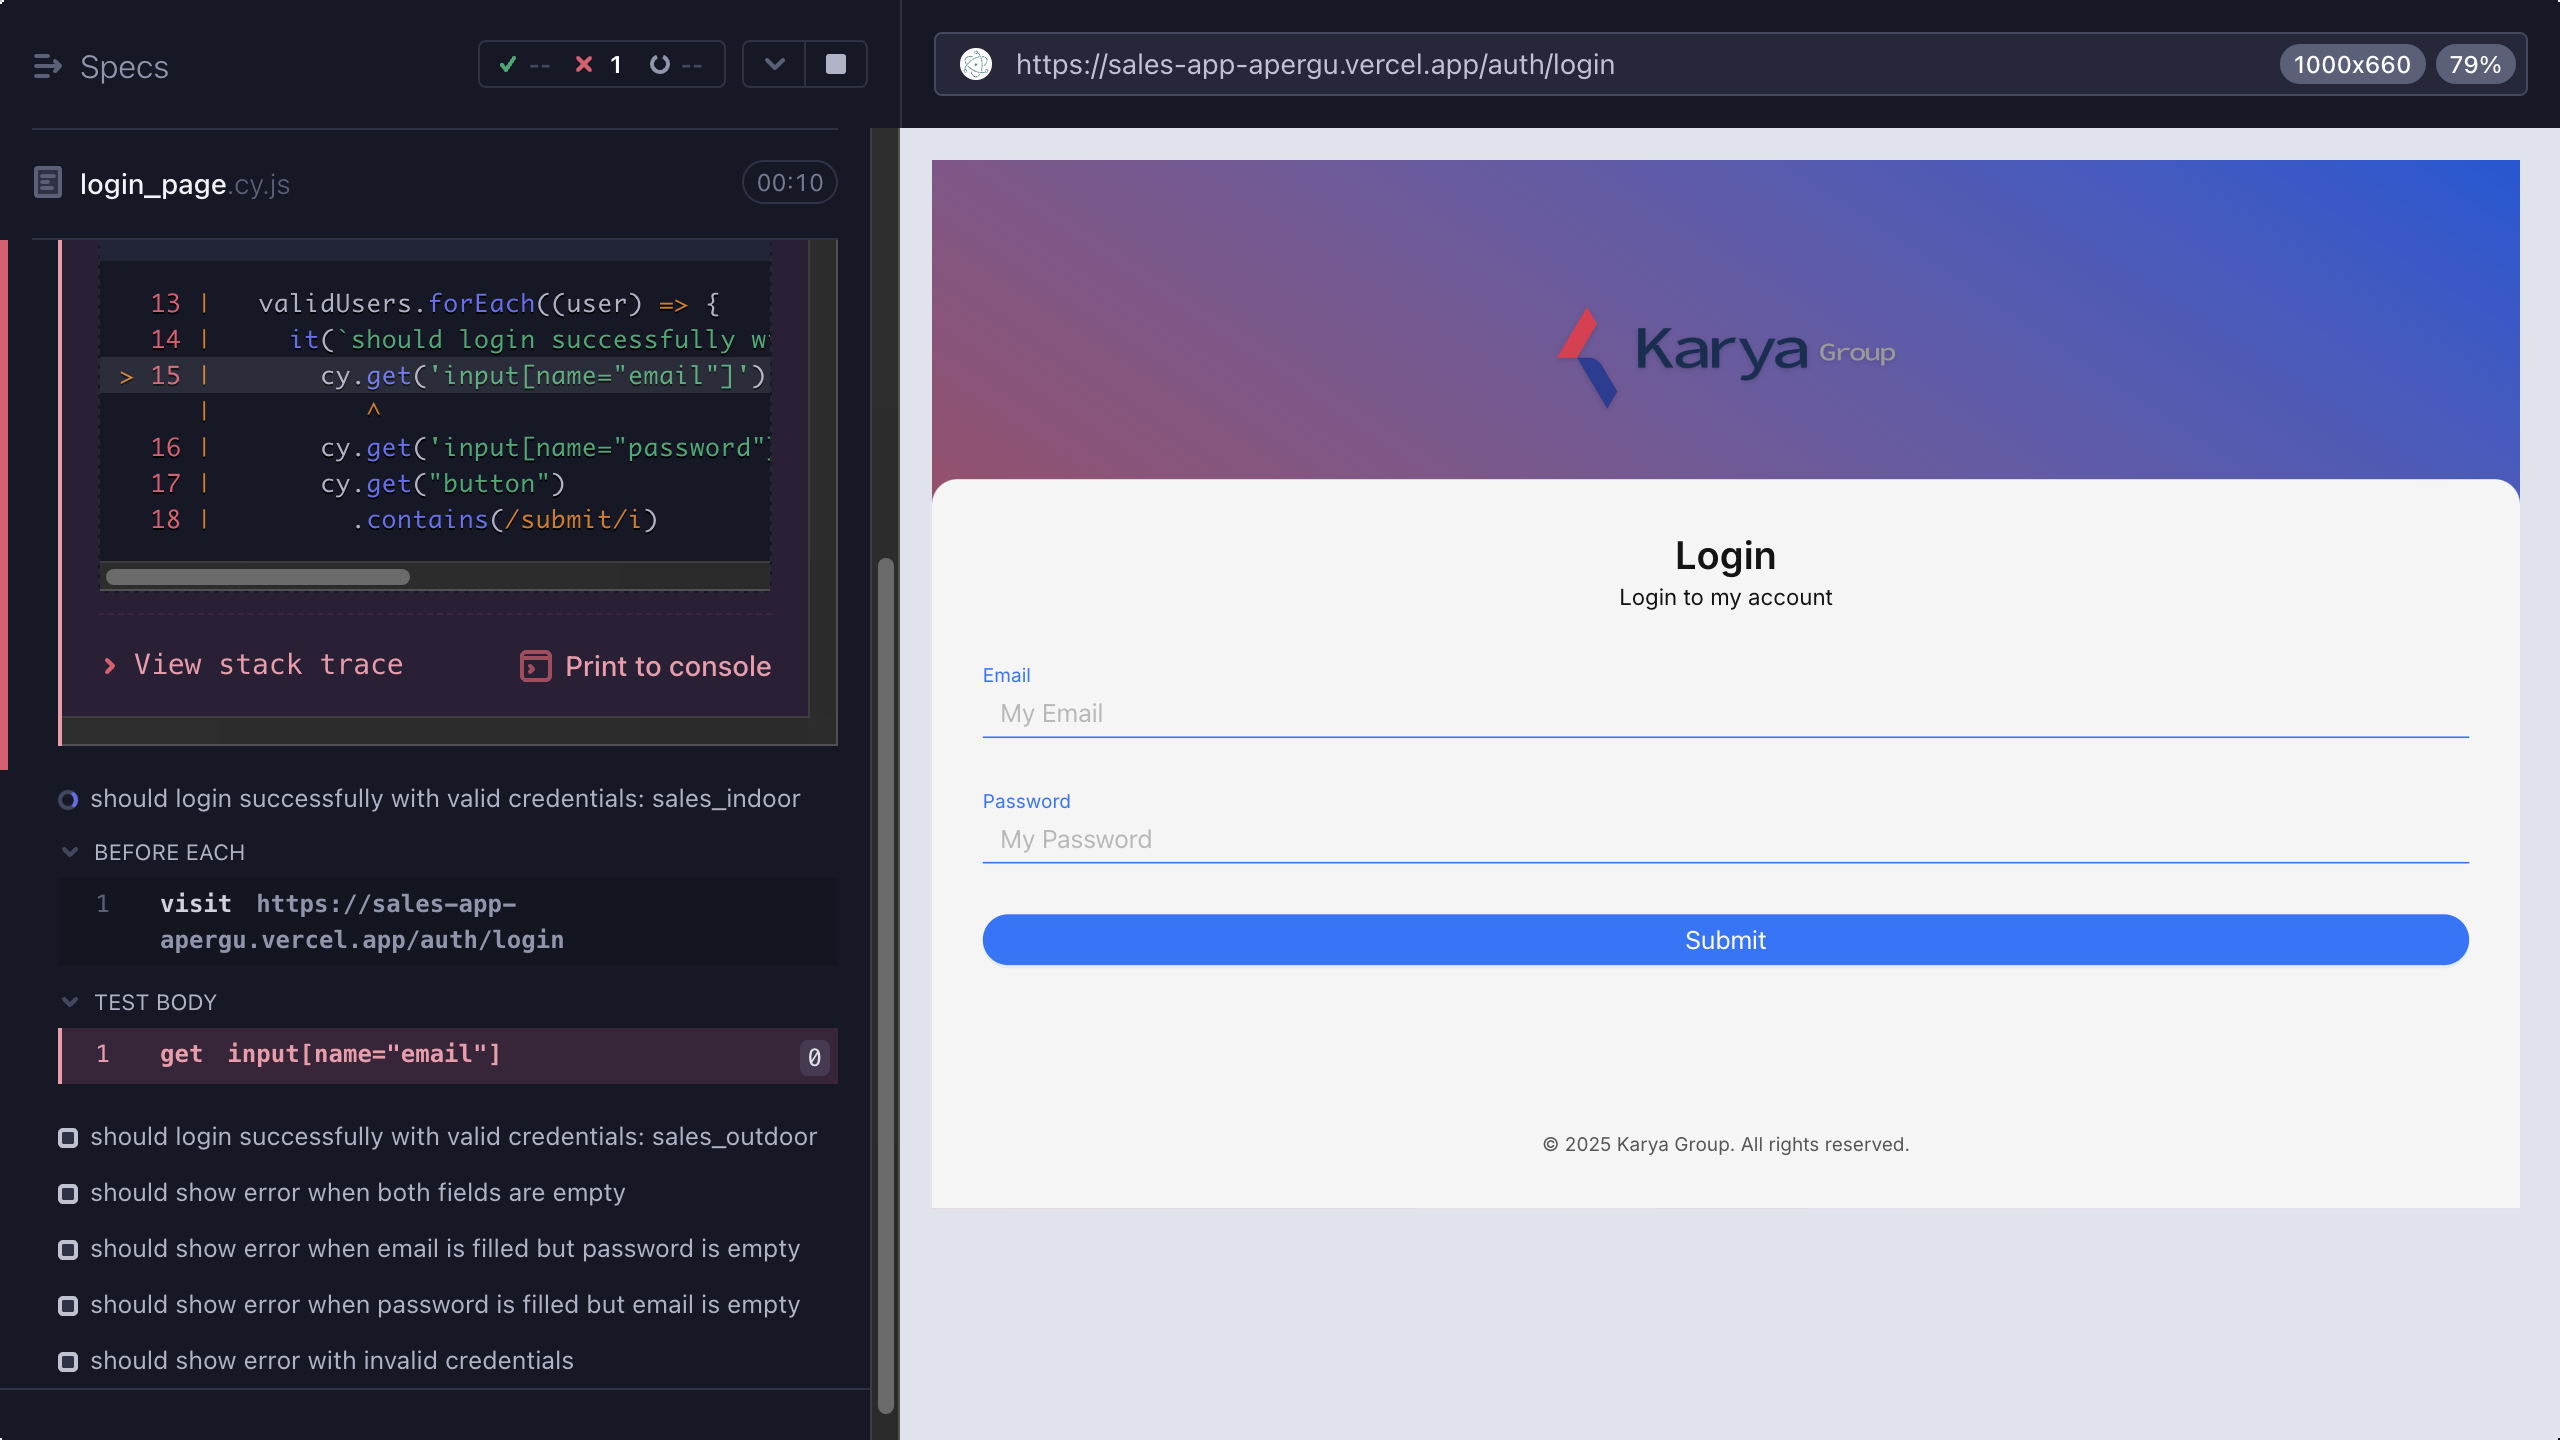 Specs
-- 1 --
login_page.cy.js 00:10
13 | validUsers.forEach((user) => {
14 | it(`should login successfully w
> 15 | cy.get('input[name="email"]')
| ^
16 | cy.get('input[name="password"]
17 | cy.get("button")
18 | .contains(/submit/i)
View stack trace Print to console
should login successfully with valid credentials: sales_indoor
BEFORE EACH
1 visit https://sales-app-
apergu.vercel.app/auth/login
TEST BODY
1 get input[name="email"] 0
should login successfully with valid credentials: sales_outdoor
should show error when both fields are empty
should show error when email is filled but password is empty
should show error when password is filled but email is empty
should show error with invalid credentials
https://sales-app-apergu.vercel.app/auth/login 1000x660 79%
Karya Group
Login
Login to my account
Email
My Email
Password
My Password
Submit
© 2025 Karya Group. All rights reserved.